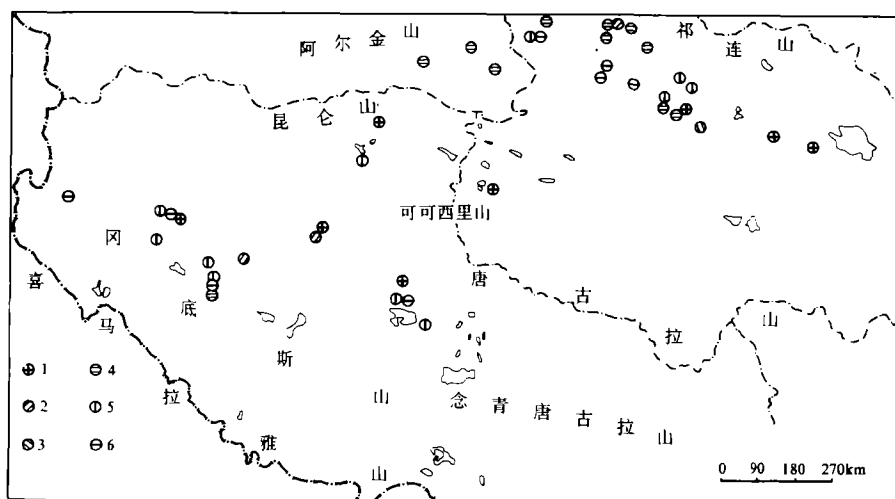 阿尔金山
祁连山
昆仑山
可可西里山
唐古拉山
冈底斯山
念青唐古拉山
喜马拉雅山
1 4
2 5
3 6
0 90 180 270km